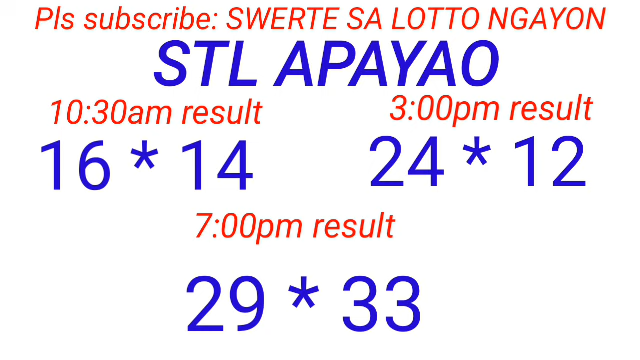 Pls subscribe: SWERTE SA LOTTO NGAYON
STL APAYAO
10:30am result
16 * 14
3:00pm result
24 * 12
7:00pm result
29 * 33